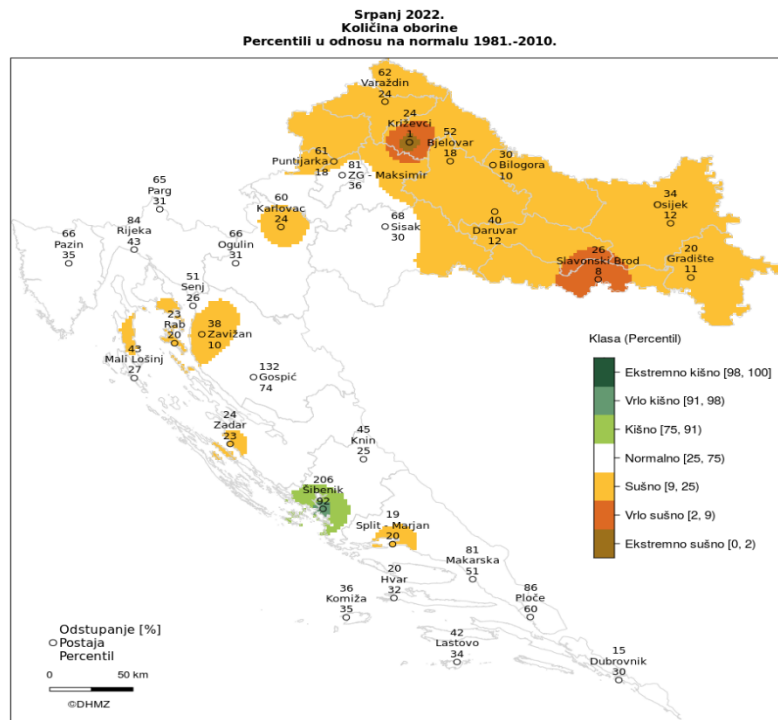 Srpanj 2022.
Količina oborine
Percentili u odnosu na normalu 1981.-2010.
62
Varaždin
24
24
Križevci
1
52
Bjelovar
18
30
Bilogora
10
61
Puntijarka
18
81
ZG - Maksimir
36
65
Parg
31
60
Karlovac
24
34
Osijek
12
84
Rijeka
43
68
Sisak
30
40
Daruvar
12
66
Pazin
35
66
Ogulin
31
26
Slavonski Brod
8
20
Gradište
11
51
Senj
26
23
Rab
20
38
Zavižan
10
43
Mali Lošinj
27
132
Gospić
74
24
Zadar
23
45
Knin
25
206
Šibenik
92
19
Split - Marjan
20
81
Makarska
51
20
Hvar
32
36
Komiža
35
86
Ploče
60
42
Lastovo
34
15
Dubrovnik
30
Klasa (Percentil)
Ekstremno kišno [98, 100]
Vrlo kišno [91, 98)
Kišno [75, 91)
Normalno [25, 75)
Sušno [9, 25)
Vrlo sušno [2, 9)
Ekstremno sušno [0, 2)
Odstupanje [%]
Postaja
Percentil
0 50 km
©DHMZ